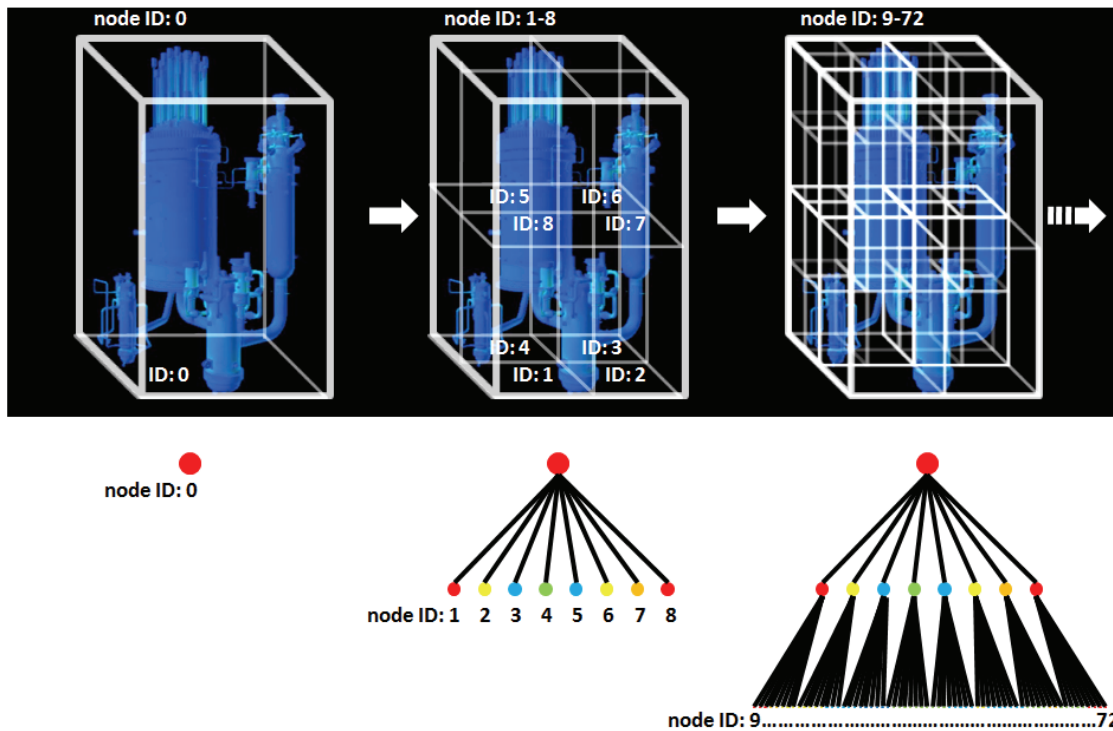 node ID: 0
node ID: 1-8
node ID: 9-72
ID: 5
ID: 6
ID: 8
ID: 7
ID: 4
ID: 3
ID: 0
ID: 1
ID: 2
node ID: 0
node ID: 1 2 3 4 5 6 7 8
node ID: 9...............................................................72